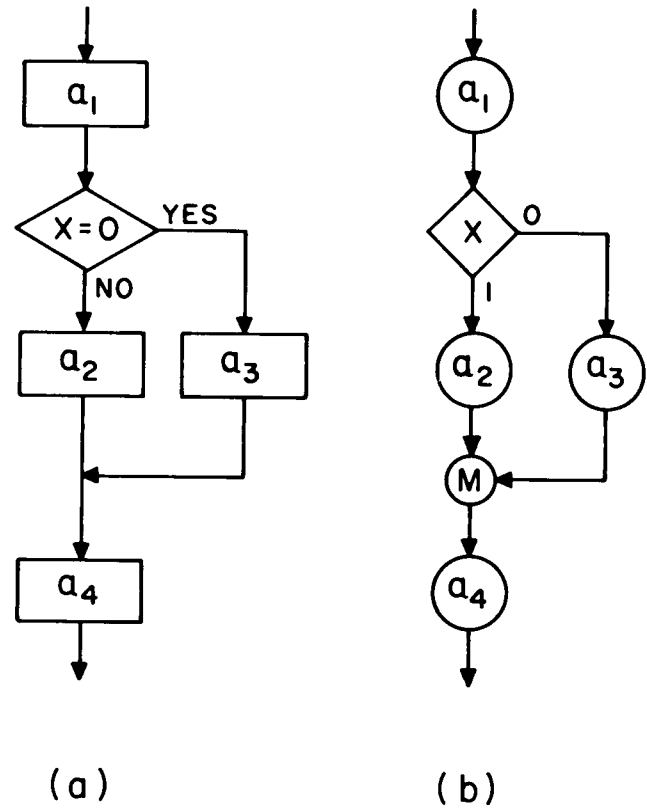 a₁
X=0
YES
NO
a₂
a₃
a₄
(a)
a₁
X
0
1
a₂
a₃
M
a₄
(b)